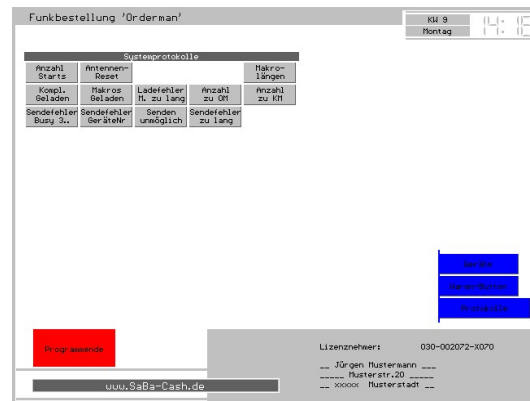 Funkbestellung 'Orderman'
KW 9
Montag
Systemprotokolle
Anzahl Starts
Antennen-Reset
Makro-längen
Kompl. Geladen
Makros Geladen
Ladefehler M. zu lang
Anzahl zu OM
Anzahl zu KM
Sendefehler Busy 3..
Sendefehler GeräteNr
Senden unmöglich
Sendefehler zu lang
Geräte
Protokolle
Programmende
Lizenznehmer: 030-002072-X070
__ Jürgen Mustermann ___
_____ Musterstr.20 _____
__ xxxxx Musterstadt __
www.SaBa-Cash.de